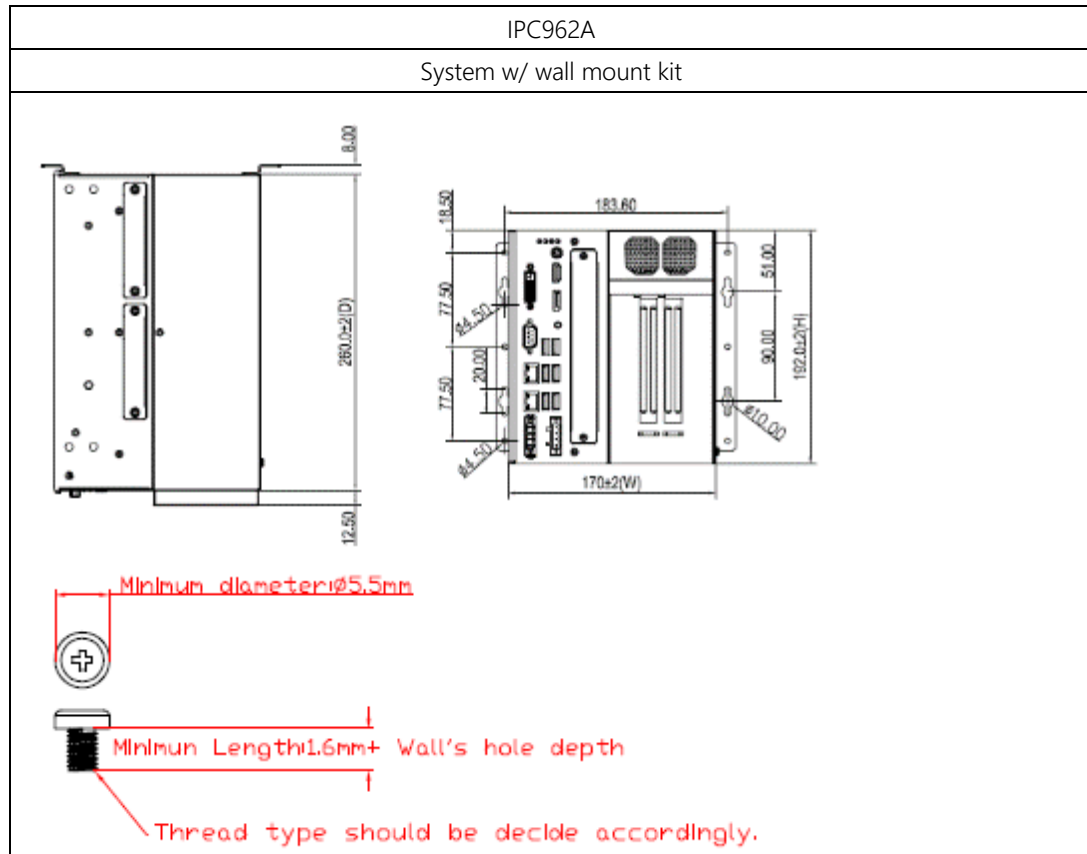 IPC962A
System w/ wall mount kit
8.00
260.0±2(D)
12.50
183.60
18.50
77.50
ø4.50
20.00
77.50
ø4.50
51.00
90.00
192.0±2(H)
ø10.00
170±2(W)
Minimum diameter:ø5.5mm
Minimun Length:1.6mm+ Wall's hole depth
Thread type should be decide accordingly.